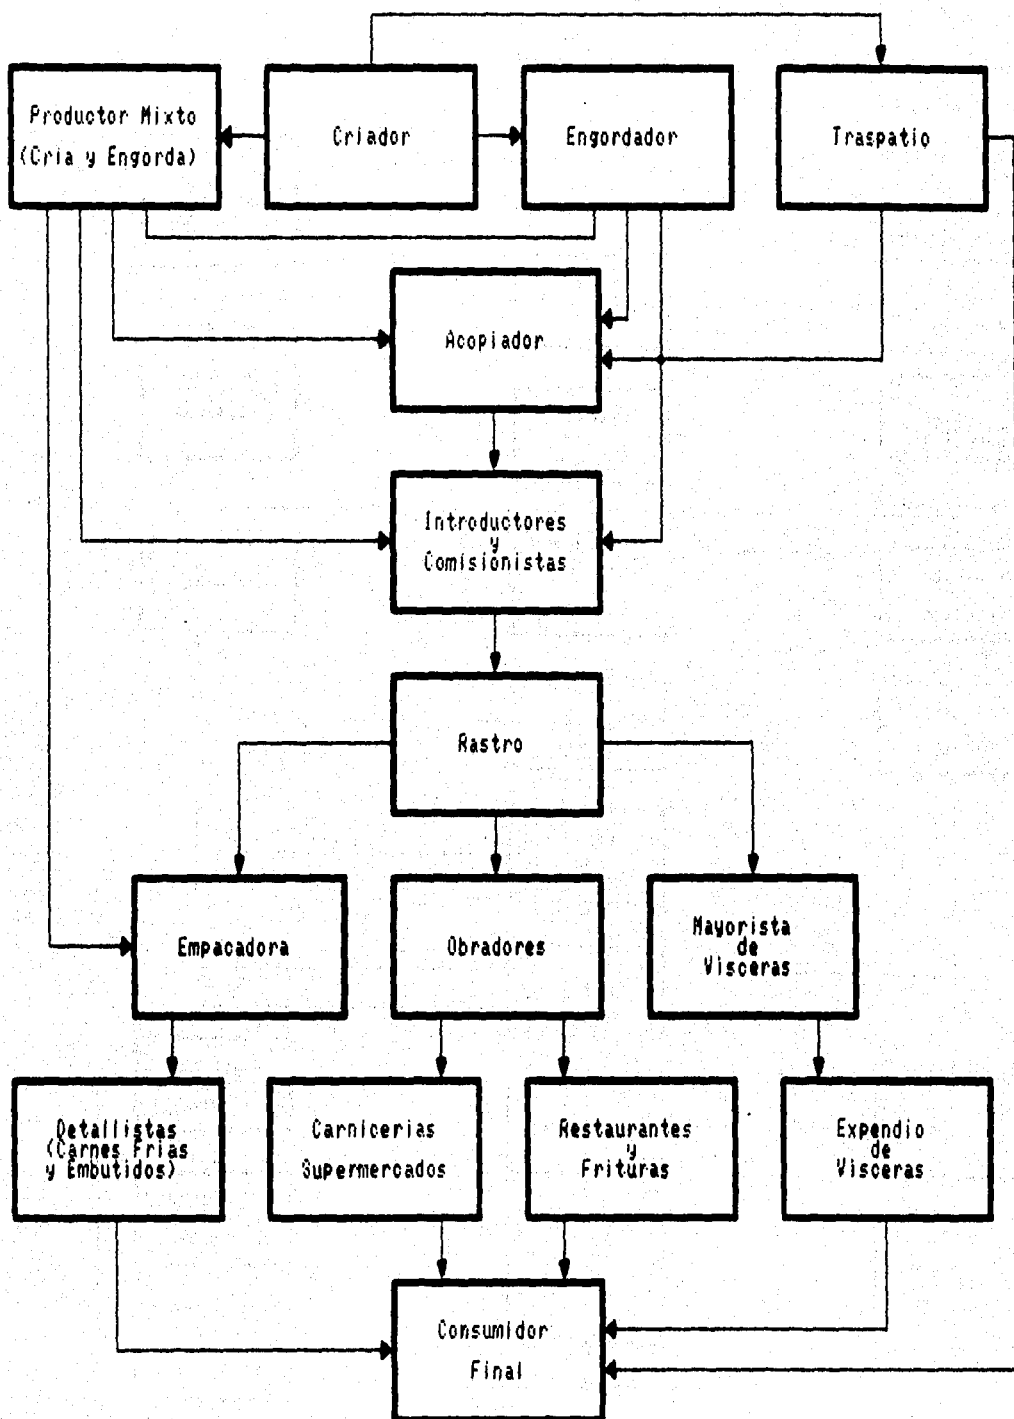 Productor Mixto
(Cria y Engorda)
Criador
Engordador
Traspatio
Acopiador
Introductores
y
Comisionistas
Rastro
Empacadora
Obradores
Mayorista
de
Visceras
Detallistas
(Carnes Frias
y Embutidos)
Carnicerias
Supermercados
Restaurantes
y
Frituras
Expendio
de
Visceras
Consumidor
Final